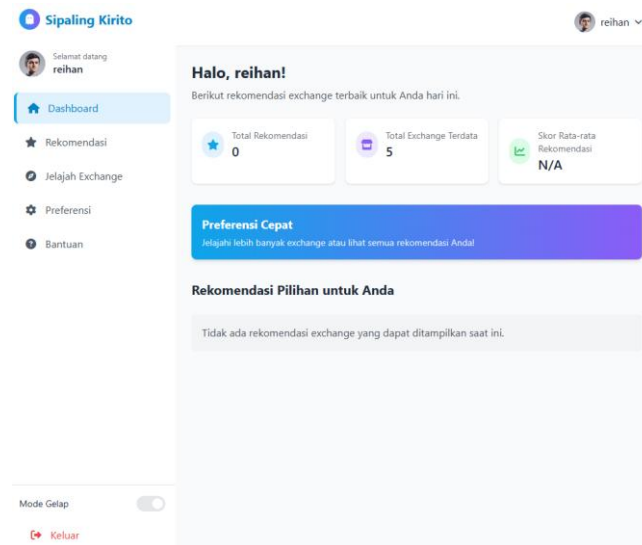 Sipaling Kirito
reihan
Selamat datang
reihan
Dashboard
Rekomendasi
Jelajah Exchange
Preferensi
Bantuan
Mode Gelap
Keluar
Halo, reihan!
Berikut rekomendasi exchange terbaik untuk Anda hari ini.
Total Rekomendasi
0
Total Exchange Terdata
5
Skor Rata-rata
Rekomendasi
N/A
Preferensi Cepat
Jelajahi lebih banyak exchange atau lihat semua rekomendasi Anda!
Rekomendasi Pilihan untuk Anda
Tidak ada rekomendasi exchange yang dapat ditampilkan saat ini.